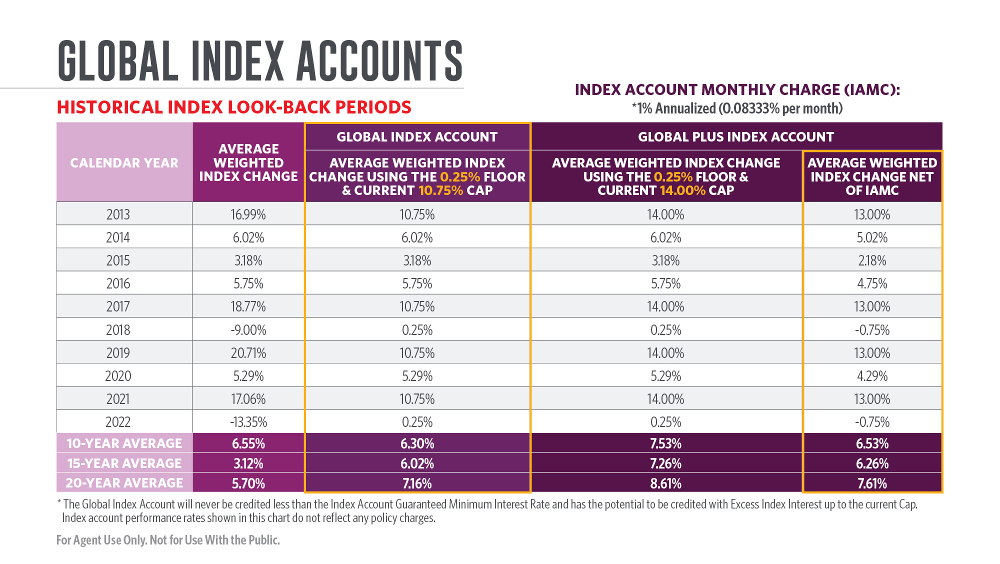 GLOBAL INDEX ACCOUNTS
HISTORICAL INDEX LOOK-BACK PERIODS
INDEX ACCOUNT MONTHLY CHARGE (IAMC):
*1% Annualized (0.08333% per month)
CALENDAR YEAR
AVERAGE
WEIGHTED
INDEX CHANGE
GLOBAL INDEX ACCOUNT
AVERAGE WEIGHTED INDEX
CHANGE USING THE 0.25% FLOOR
& CURRENT 10.75% CAP
GLOBAL PLUS INDEX ACCOUNT
AVERAGE WEIGHTED INDEX CHANGE
USING THE 0.25% FLOOR &
CURRENT 14.00% CAP
AVERAGE WEIGHTED
INDEX CHANGE NET
OF IAMC
2013 16.99% 10.75% 14.00% 13.00%
2014 6.02% 6.02% 6.02% 5.02%
2015 3.18% 3.18% 3.18% 2.18%
2016 5.75% 5.75% 5.75% 4.75%
2017 18.77% 10.75% 14.00% 13.00%
2018 -9.00% 0.25% 0.25% -0.75%
2019 20.71% 10.75% 14.00% 13.00%
2020 5.29% 5.29% 5.29% 4.29%
2021 17.06% 10.75% 14.00% 13.00%
2022 -13.35% 0.25% 0.25% -0.75%
10-YEAR AVERAGE 6.55% 6.30% 7.53% 6.53%
15-YEAR AVERAGE 3.12% 6.02% 7.26% 6.26%
20-YEAR AVERAGE 5.70% 7.16% 8.61% 7.61%
* The Global Index Account will never be credited less than the Index Account Guaranteed Minimum Interest Rate and has the potential to be credited with Excess Index Interest up to the current Cap.
Index account performance rates shown in this chart do not reflect any policy charges.
For Agent Use Only. Not for Use With the Public.